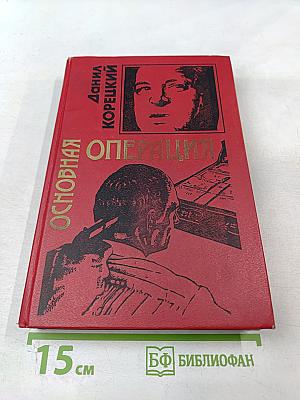 Данил
КОРЕЦКИЙ
ОСНОВНАЯ
ОПЕРАЦИЯ
15 см
БФ БИБЛИОФАН